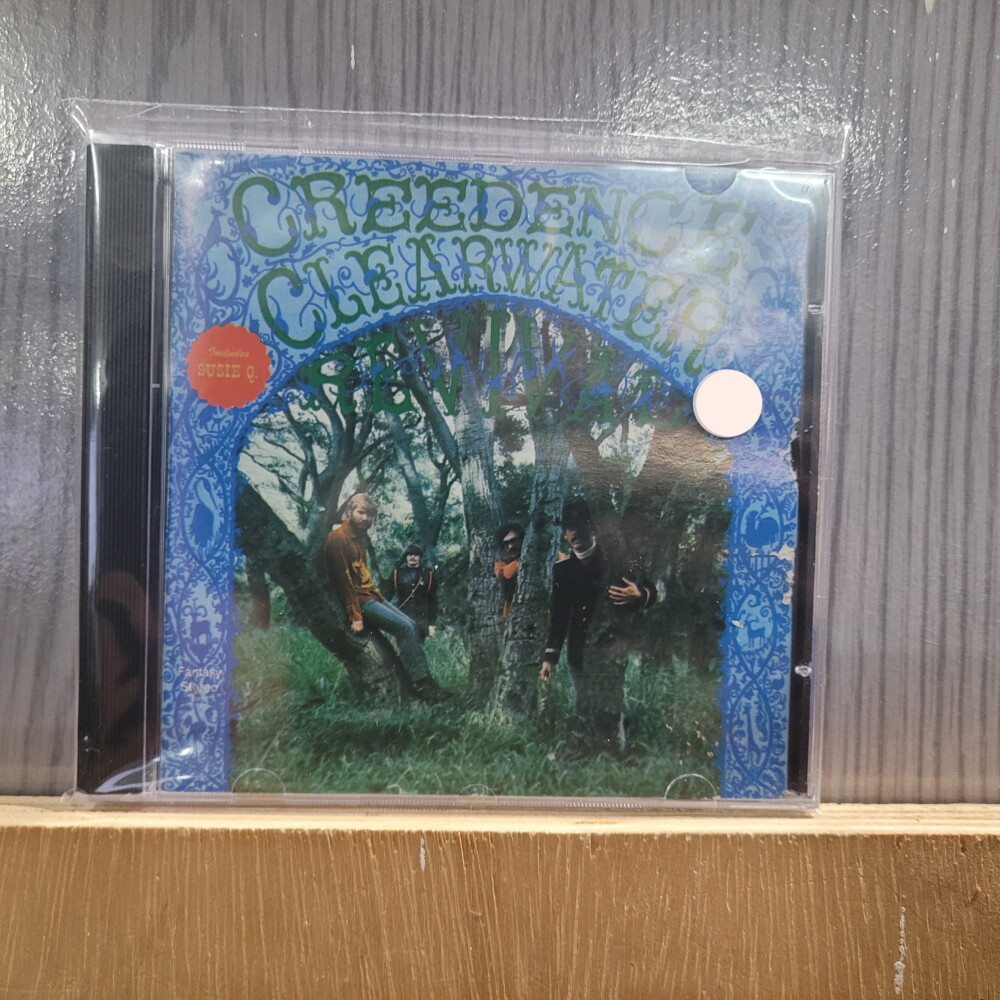 CREEDENCE
CLEARWATER
REVIVAL
Includes
SUZIE Q.
Fantasy
Stereo